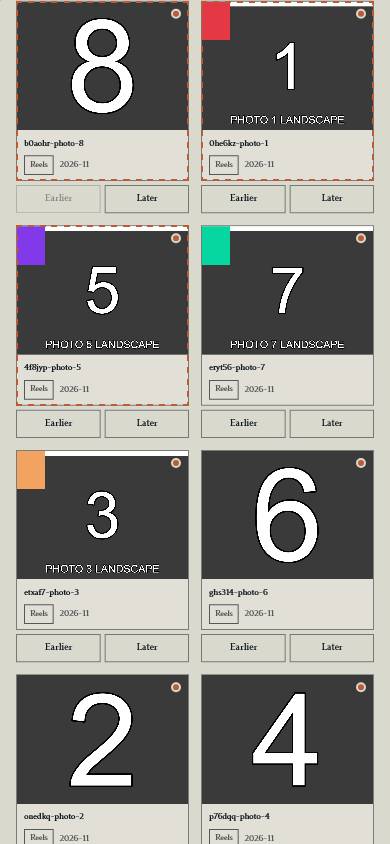 8
1
PHOTO 1 LANDSCAPE
b0aohr-photo-8
0he6kz-photo-1
Reels 2026-11
Reels 2026-11
Earlier Later
Earlier Later
5
PHOTO 5 LANDSCAPE
7
PHOTO 7 LANDSCAPE
4f8jyp-photo-5
eryt56-photo-7
Reels 2026-11
Reels 2026-11
Earlier Later
Earlier Later
3
PHOTO 3 LANDSCAPE
6
etxaf7-photo-3
ghs3l4-photo-6
Reels 2026-11
Reels 2026-11
Earlier Later
Earlier Later
2
4
onedkq-photo-2
p76dqq-photo-4
Reels 2026-11
Reels 2026-11